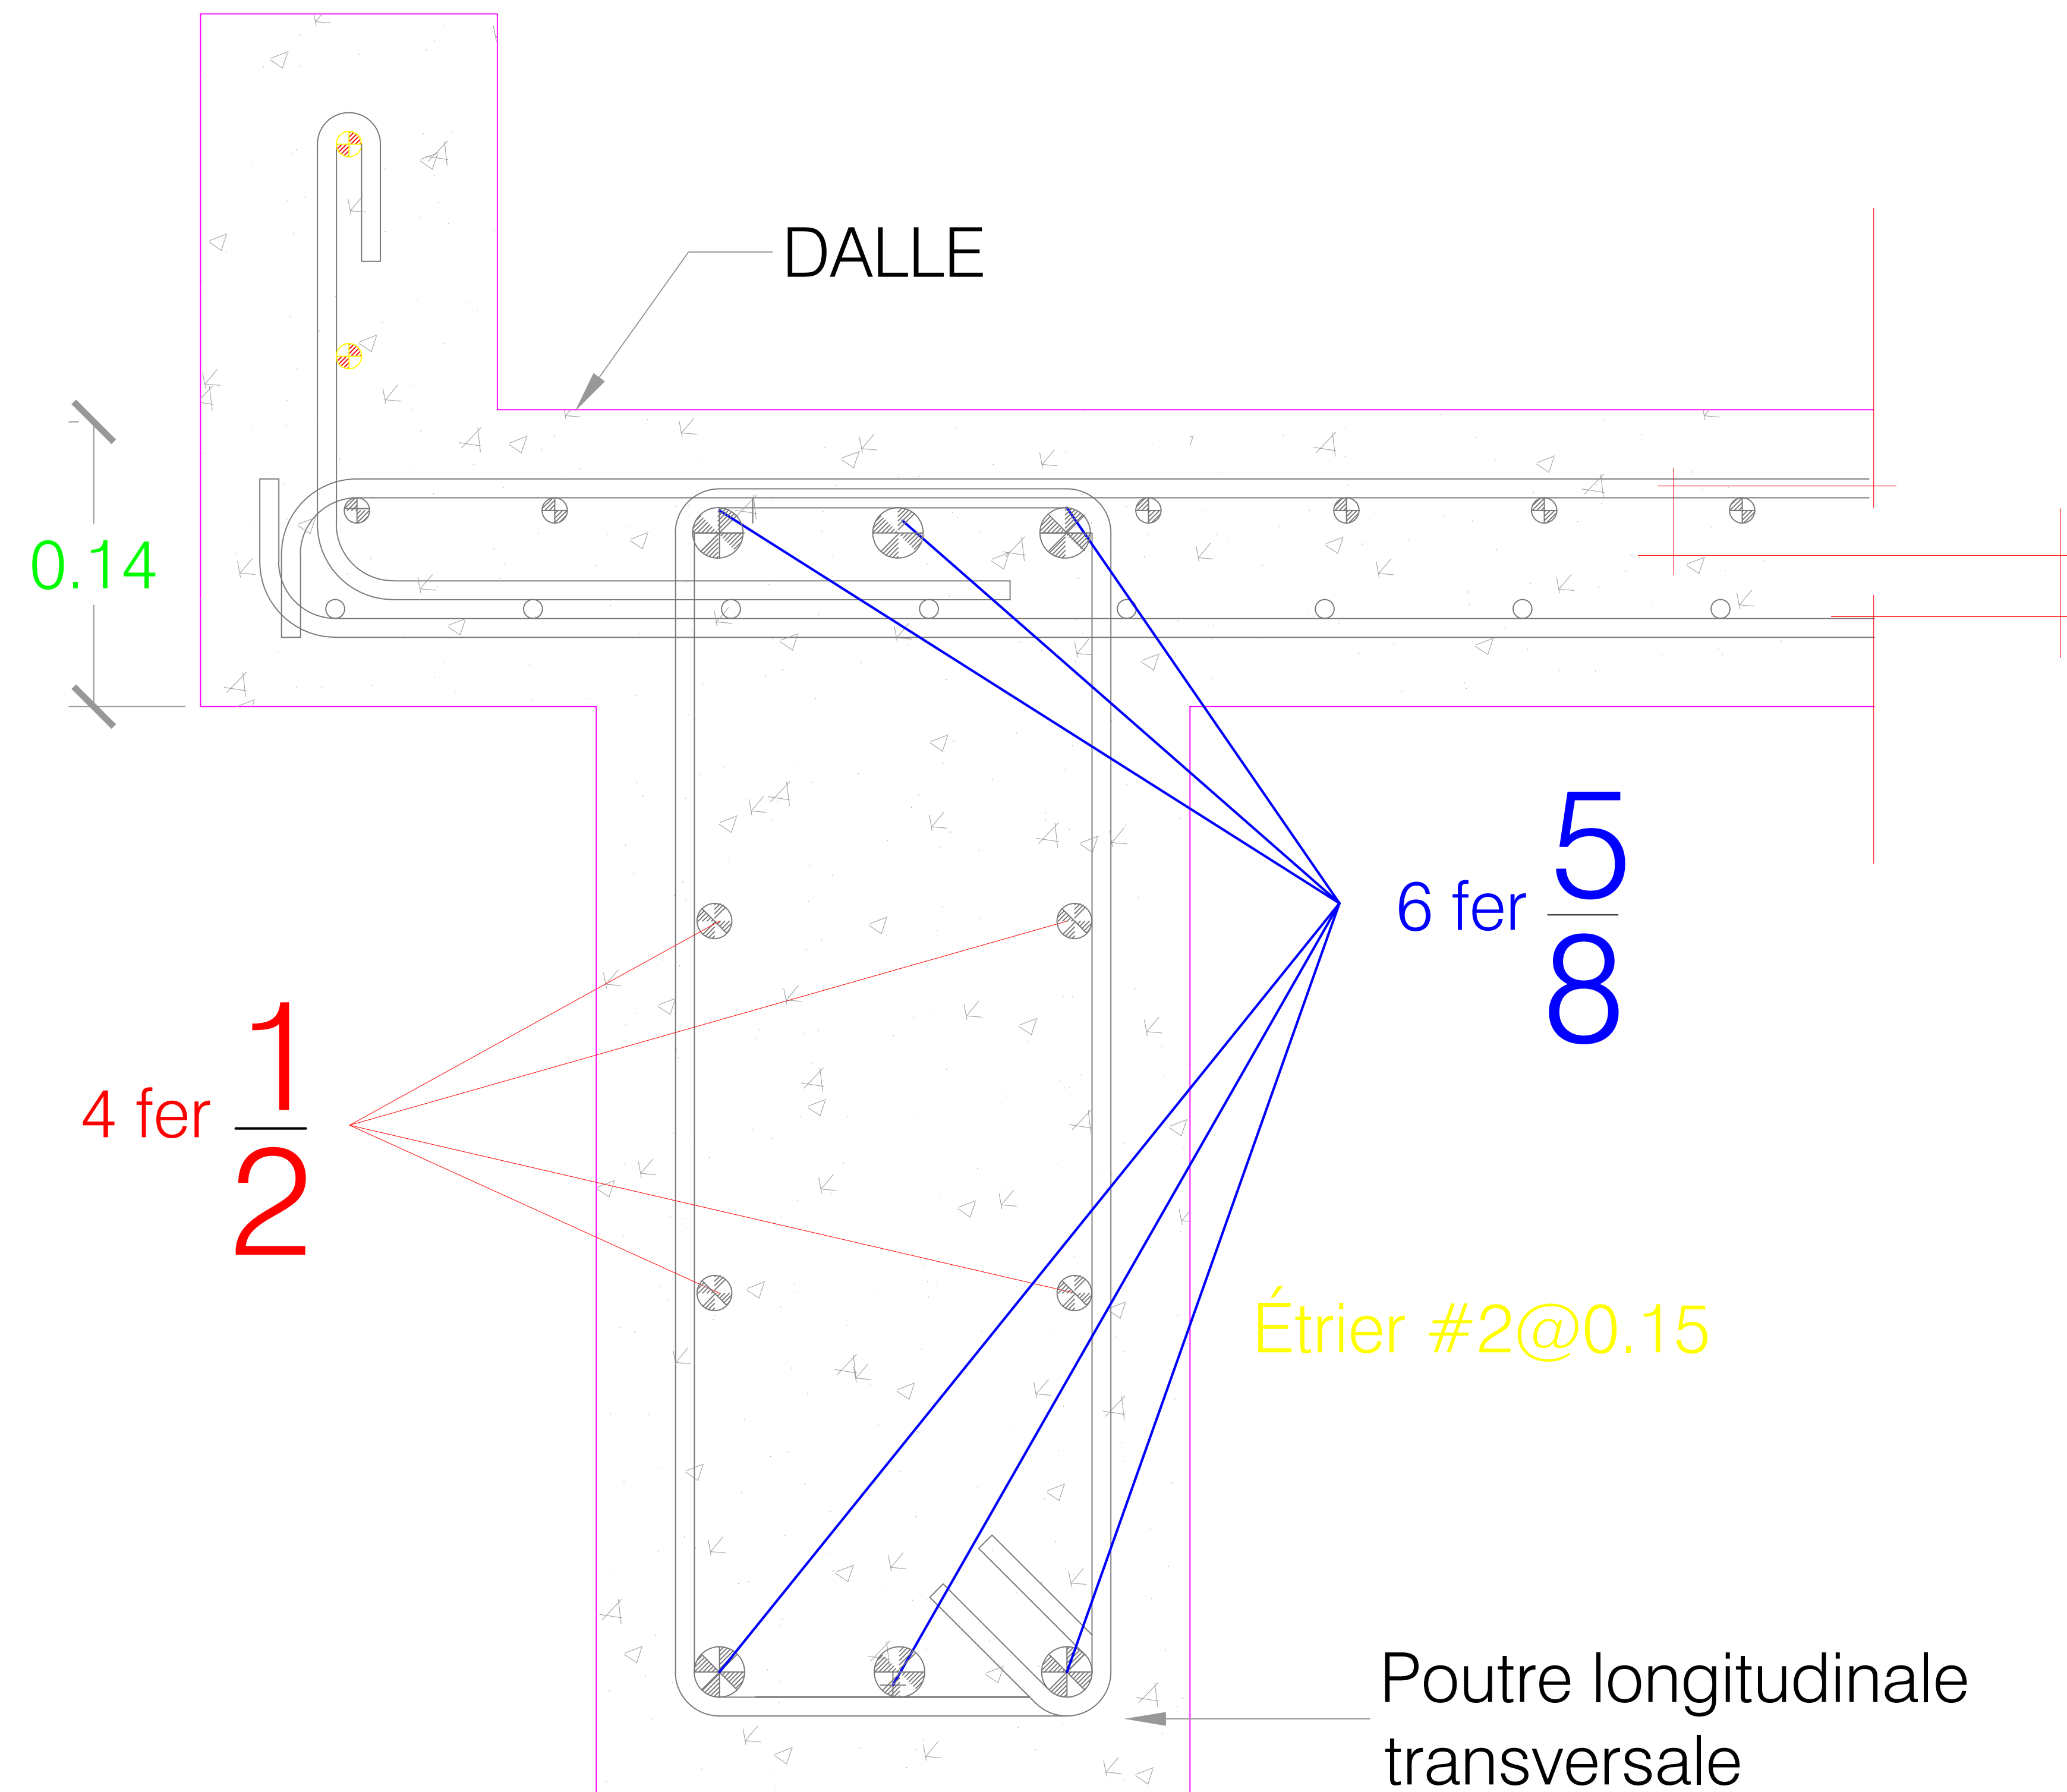 DALLE
0.14
6 fer 5/8
4 fer 1/2
Étrier #2@0.15
Poutre longitudinale
transversale